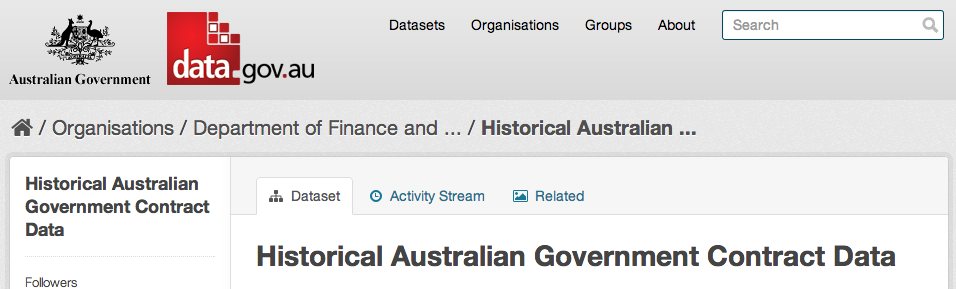 Australian Government
data.gov.au
Datasets Organisations Groups About Search
/ Organisations / Department of Finance and ... / Historical Australian ...
Historical Australian
Government Contract
Data
Followers
Dataset Activity Stream Related
Historical Australian Government Contract Data